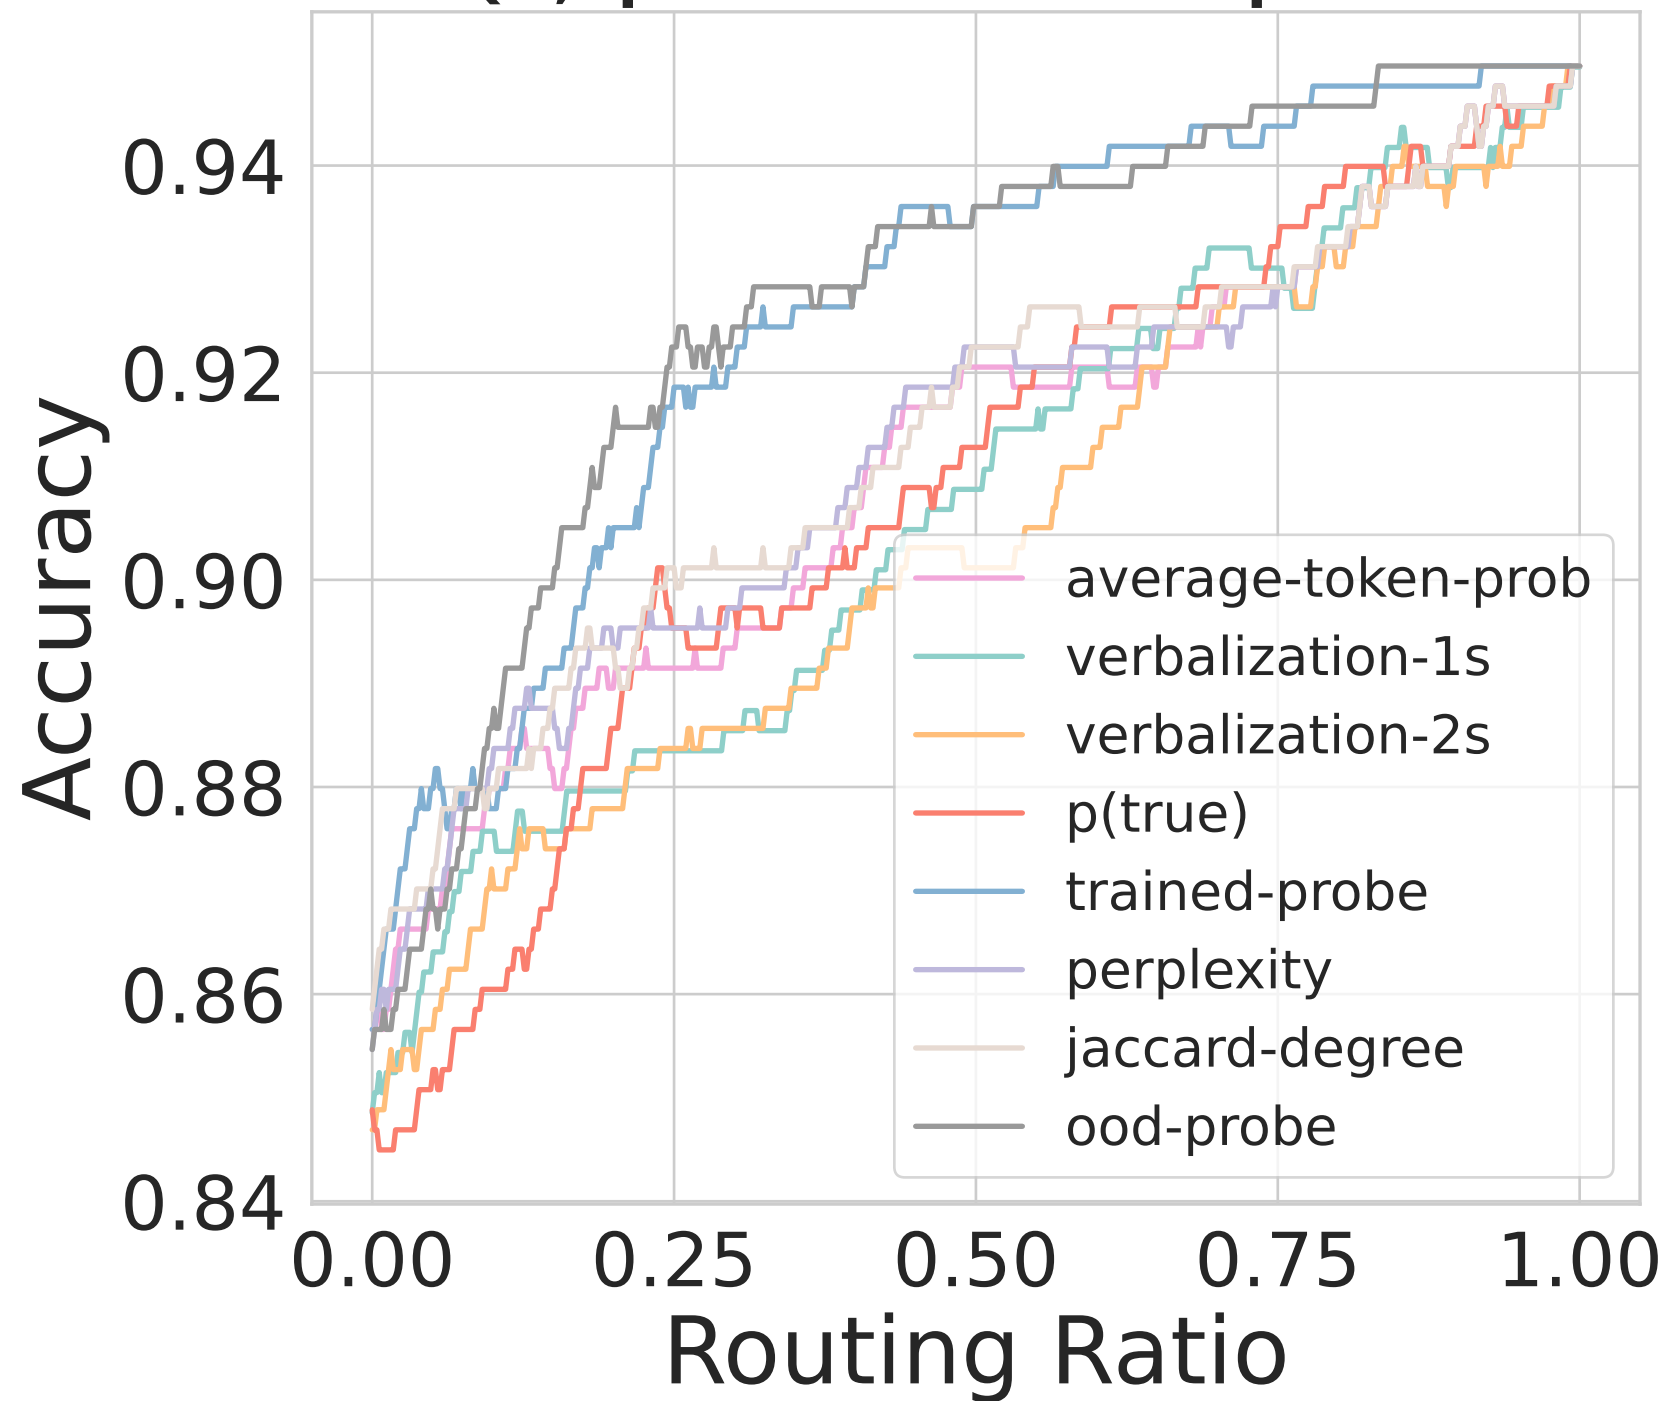 Accuracy
0.94
0.92
0.90
0.88
0.86
0.84
0.00 0.25 0.50 0.75 1.00
Routing Ratio
average-token-prob
verbalization-1s
verbalization-2s
p(true)
trained-probe
perplexity
jaccard-degree
ood-probe